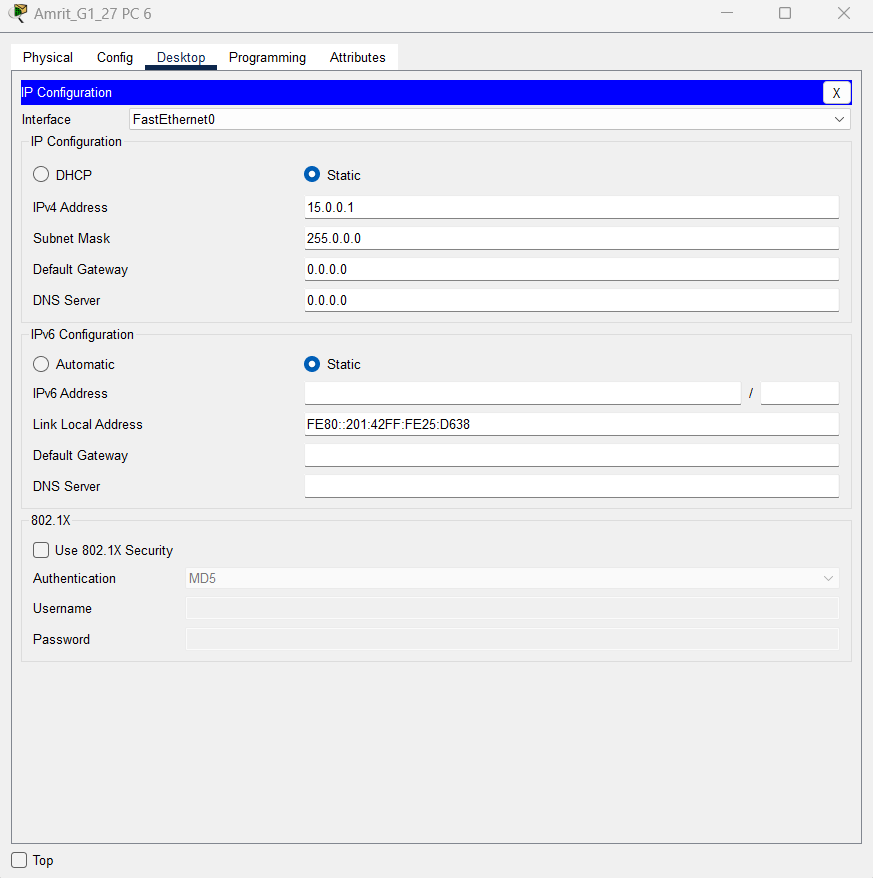 Amrit_G1_27 PC 6
Physical Config Desktop Programming Attributes
IP Configuration X
Interface FastEthernet0
IP Configuration
DHCP Static
IPv4 Address 15.0.0.1
Subnet Mask 255.0.0.0
Default Gateway 0.0.0.0
DNS Server 0.0.0.0
IPv6 Configuration
Automatic Static
IPv6 Address /
Link Local Address FE80::201:42FF:FE25:D638
Default Gateway
DNS Server
802.1X
Use 802.1X Security
Authentication MD5
Username
Password
Top